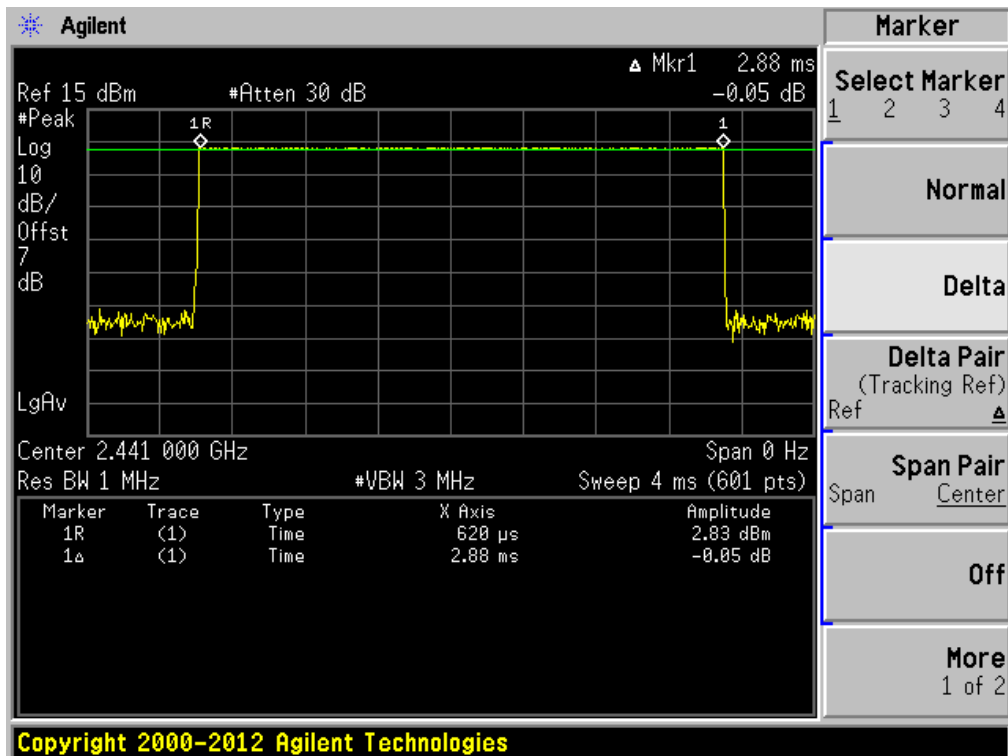 Agilent
Marker
▵ Mkr1 2.88 ms
Ref 15 dBm #Atten 30 dB -0.05 dB
Select Marker
1 2 3 4
#Peak
Log
10
dB/
Offst
7
dB
1R
1
Normal
Delta
Delta Pair
(Tracking Ref)
Ref ▵
LgAv
Center 2.441 000 GHz Span 0 Hz
Res BW 1 MHz #VBW 3 MHz Sweep 4 ms (601 pts)
Span Pair
Span Center
Marker Trace Type X Axis Amplitude
1R (1) Time 620 µs 2.83 dBm
1▵ (1) Time 2.88 ms -0.05 dB
Off
More
1 of 2
Copyright 2000-2012 Agilent Technologies